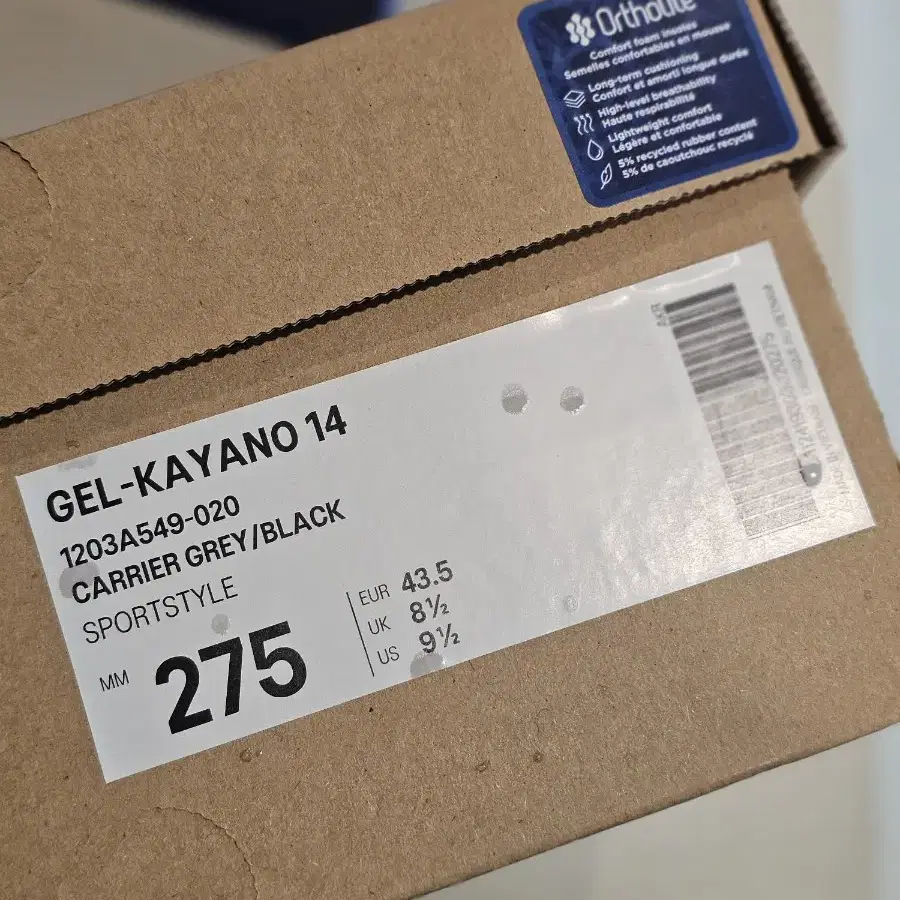 OrthoLite
Comfort foam insoles
Semelles confortables en mousse
Long-term cushioning
Confort et amorti longue durée
High-level breathability
Haute respirabilité
Lightweight comfort
Légère et confortable
5% recycled rubber content
5% de caoutchouc recyclé
GEL-KAYANO 14
1203A549-020
CARRIER GREY/BLACK
SPORTSTYLE
MM 275
EUR 43.5
UK 8½
US 9½